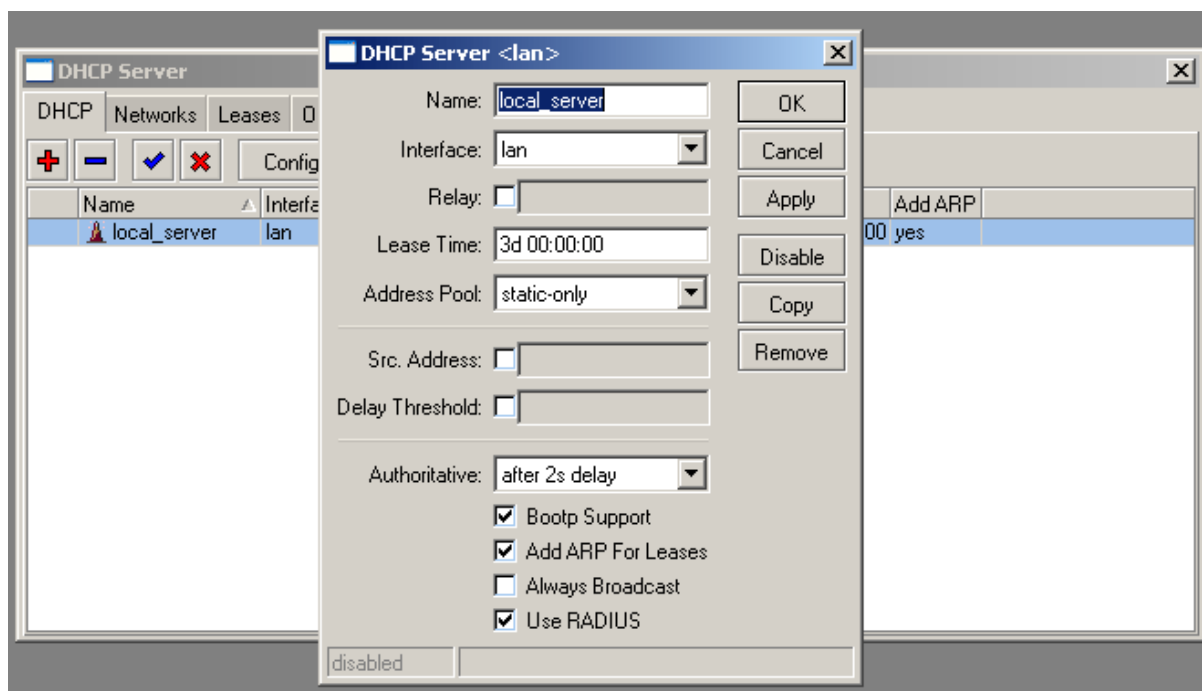 DHCP Server <lan>
DHCP Server
DHCP Networks Leases O
Config
Name Interfa Add ARP
local_server lan 00 yes
Name: local_server
Interface: lan
Relay:
Lease Time: 3d 00:00:00
Address Pool: static-only
Src. Address:
Delay Threshold:
Authoritative: after 2s delay
Bootp Support
Add ARP For Leases
Always Broadcast
Use RADIUS
disabled
OK
Cancel
Apply
Disable
Copy
Remove